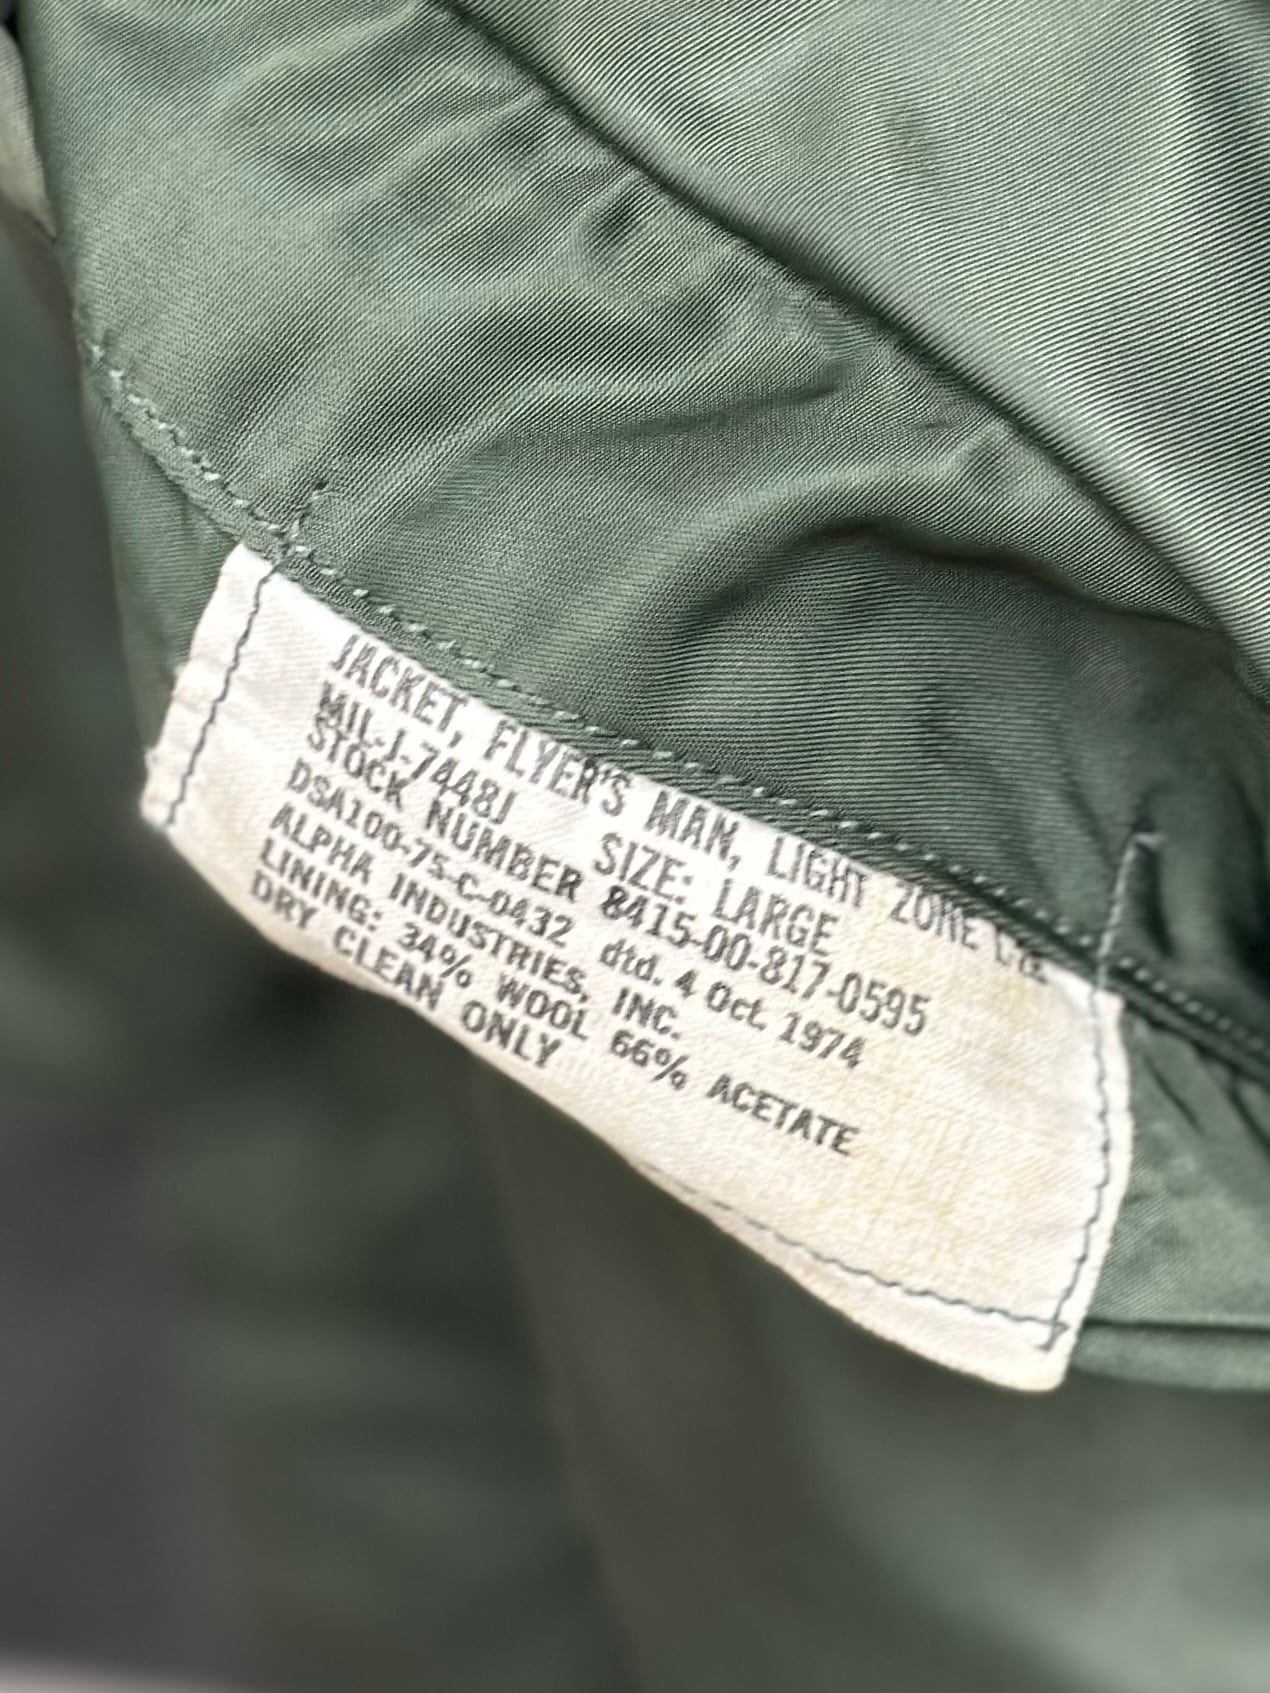 JACKET, FLYER'S MAN, LIGHT ZONE
MIL-J-7448J SIZE: LARGE
STOCK NUMBER 8415-00-817-0595
DSA100-75-C-0432 dtd. 4 Oct. 1974
ALPHA INDUSTRIES, INC.
LINING: 34% WOOL 66% ACETATE
DRY CLEAN ONLY